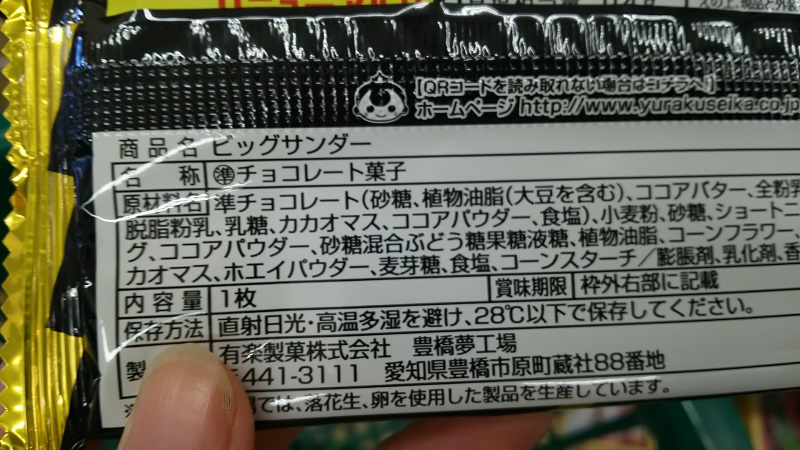 【QRコードを読み取れない場合はコチラへ】
ホームページ http://www.yurakuseika.co.jp
商品名 ビッグサンダー
名称 ㊟チョコレート菓子
原材料名 準チョコレート(砂糖、植物油脂(大豆を含む)、ココアバター、全粉乳
脱脂粉乳、乳糖、カカオマス、ココアパウダー、食塩)、小麦粉、砂糖、ショートニ
グ、ココアパウダー、砂糖混合ぶどう糖果糖液糖、植物油脂、コーンフラワー、
カオマス、ホエイパウダー、麦芽糖、食塩、コーンスターチ/膨脹剤、乳化剤、香
内容量 1枚 賞味期限 枠外右部に記載
保存方法 直射日光・高温多湿を避け、28℃以下で保存してください。
製 有楽製菓株式会社 豊橋夢工場
441-3111 愛知県豊橋市原町蔵社88番地
では、落花生、卵を使用した製品を生産しています。